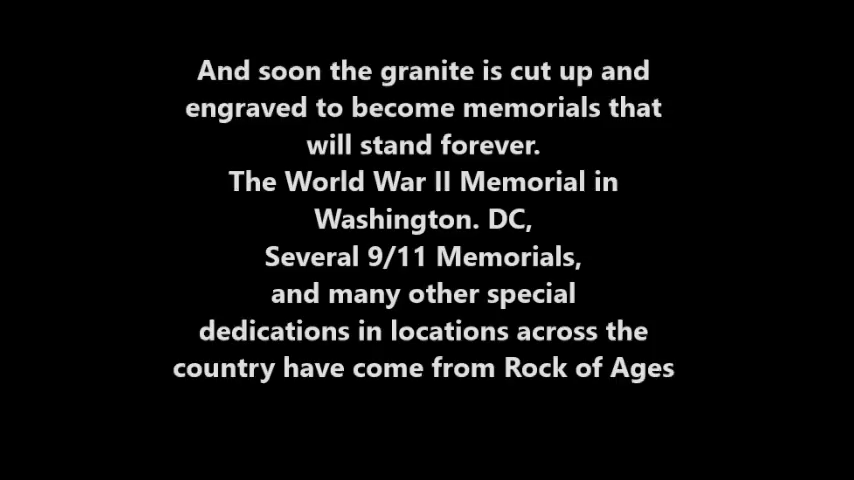 And soon the granite is cut up and
engraved to become memorials that
will stand forever.
The World War II Memorial in
Washington. DC,
Several 9/11 Memorials,
and many other special
dedications in locations across the
country have come from Rock of Ages